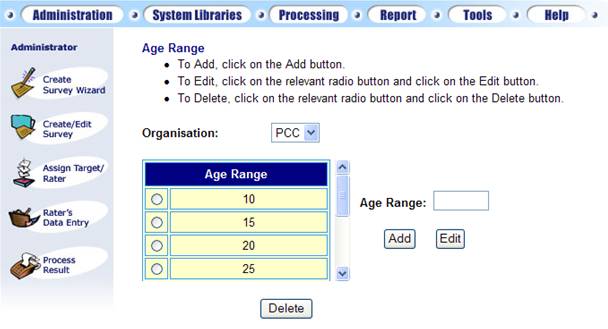 Administration System Libraries Processing Report Tools Help
Administrator
Create
Survey Wizard
Create/Edit
Survey
Assign Target/
Rater
Rater's
Data Entry
Process
Result
Age Range
• To Add, click on the Add button.
• To Edit, click on the relevant radio button and click on the Edit button.
• To Delete, click on the relevant radio button and click on the Delete button.
Organisation: PCC
Age Range
10
15
20
25
Age Range:
Add Edit
Delete